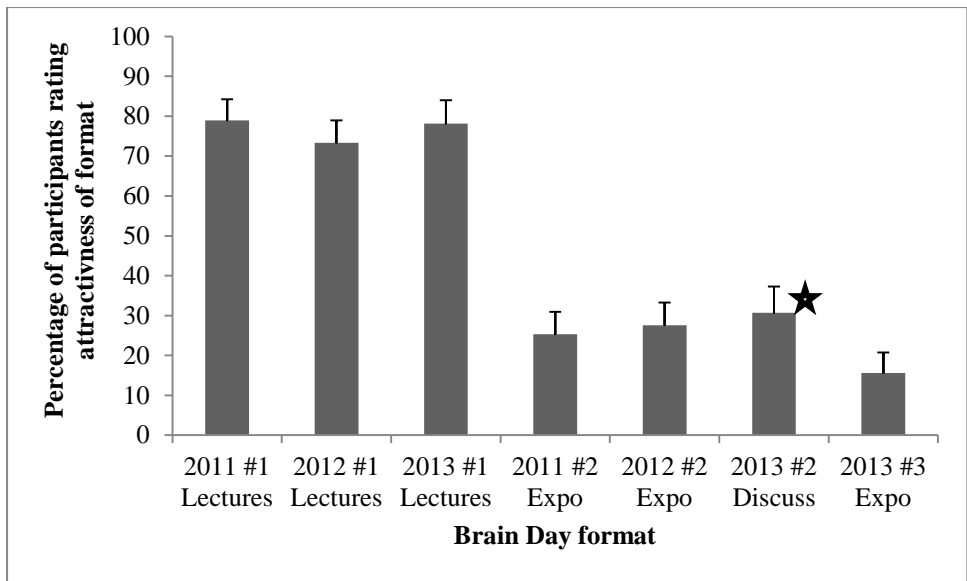 Percentage of participants rating
attractivness of format
100
90
80
70
60
50
40
30
20
10
0
2011 #1 2012 #1 2013 #1 2011 #2 2012 #2 2013 #2 2013 #3
Lectures Lectures Lectures Expo Expo Discuss Expo
Brain Day format